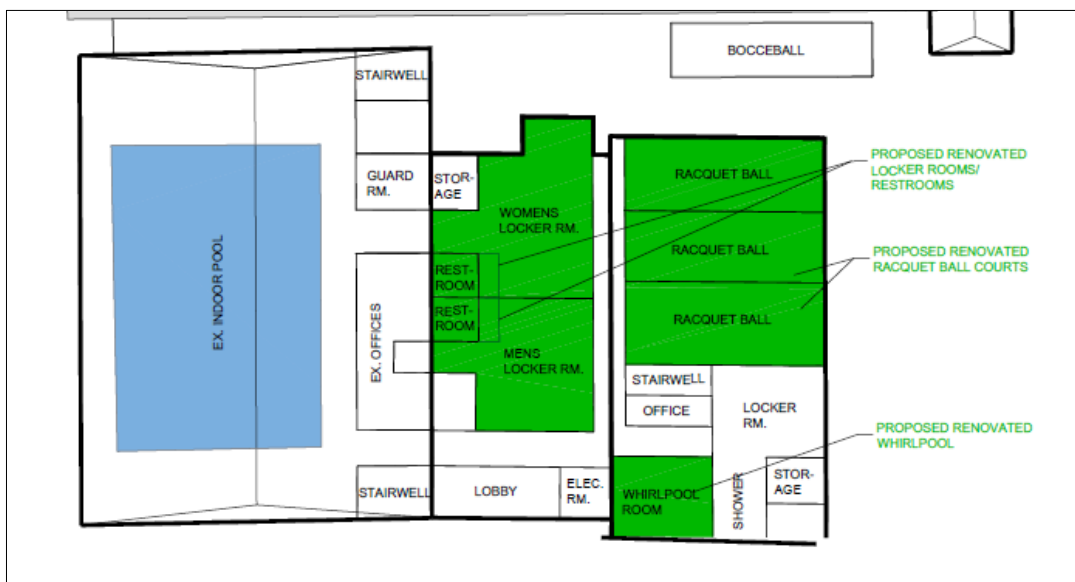 BOCCEBALL
STAIRWELL
GUARD
RM.
STOR-
AGE
WOMENS
LOCKER RM.
REST-
ROOM
REST-
ROOM
MENS
LOCKER RM.
EX. INDOOR POOL
EX. OFFICES
STAIRWELL
LOBBY
ELEC.
RM.
RACQUET BALL
RACQUET BALL
RACQUET BALL
STAIRWELL
OFFICE
LOCKER
RM.
WHIRLPOOL
ROOM
SHOWER
STOR-
AGE
PROPOSED RENOVATED
LOCKER ROOMS/
RESTROOMS
PROPOSED RENOVATED
RACQUET BALL COURTS
PROPOSED RENOVATED
WHIRLPOOL